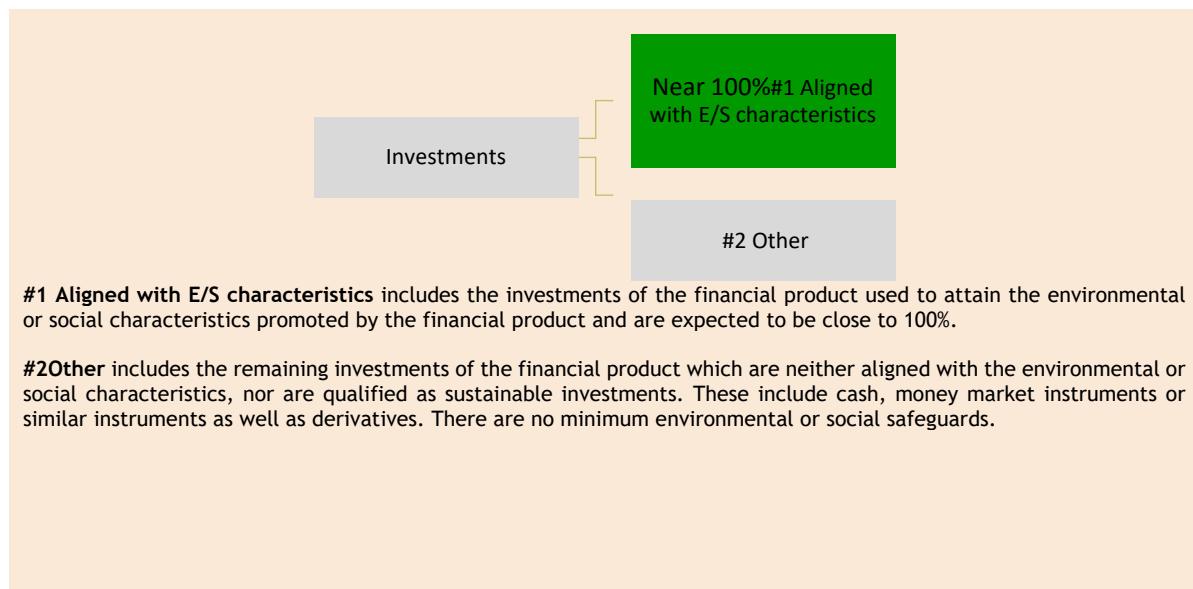 Near 100%#1 Aligned
with E/S characteristics
Investments
#2 Other
#1 Aligned with E/S characteristics includes the investments of the financial product used to attain the environmental
or social characteristics promoted by the financial product and are expected to be close to 100%.
#2Other includes the remaining investments of the financial product which are neither aligned with the environmental or
social characteristics, nor are qualified as sustainable investments. These include cash, money market instruments or
similar instruments as well as derivatives. There are no minimum environmental or social safeguards.